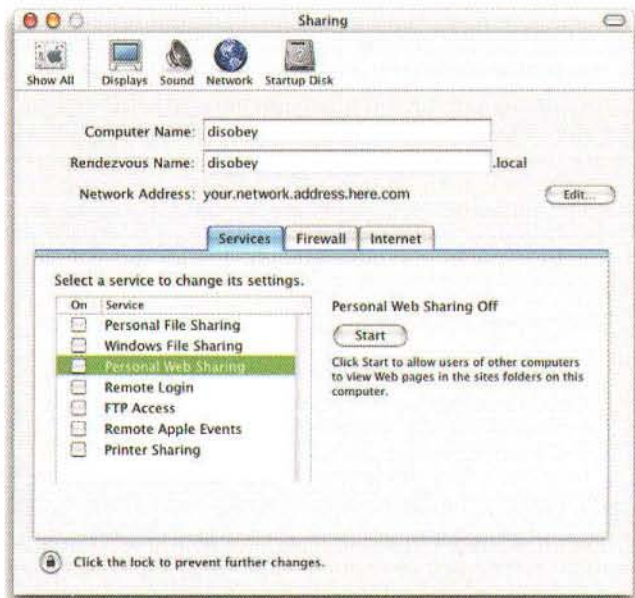 Sharing
Show All Displays Sound Network Startup Disk
Computer Name: disobey
Rendezvous Name: disobey .local
Network Address: your.network.address.here.com Edit...
Services Firewall Internet
Select a service to change its settings.
On Service
Personal File Sharing
Windows File Sharing
Personal Web Sharing
Remote Login
FTP Access
Remote Apple Events
Printer Sharing
Personal Web Sharing Off
Start
Click Start to allow users of other computers
to view Web pages in the sites folders on this
computer.
Click the lock to prevent further changes.